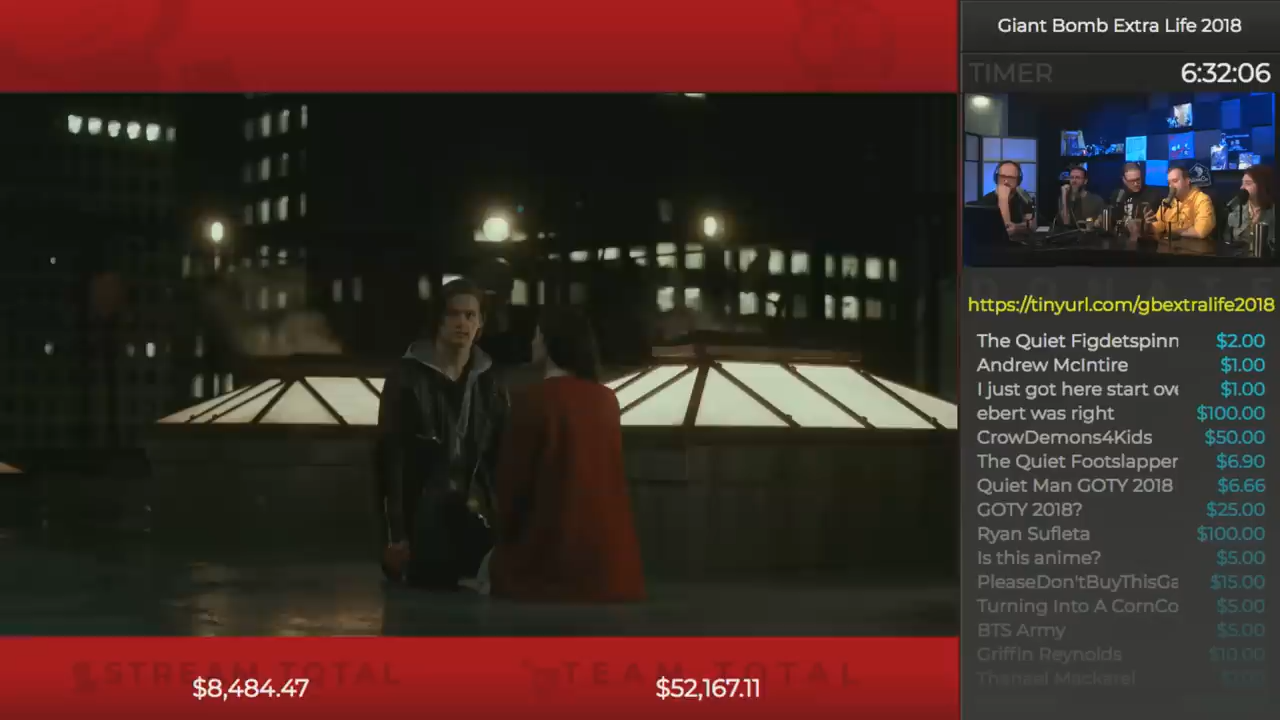 Giant Bomb Extra Life 2018
TIMER
6:32:06
https://tinyurl.com/gbextralife2018
The Quiet Figdetspinn $2.00
Andrew McIntire $1.00
I just got here start ove $1.00
ebert was right $100.00
CrowDemons4Kids $50.00
The Quiet Footslapper $6.90
Quiet Man GOTY 2018 $6.66
GOTY 2018? $25.00
Ryan Sufleta $100.00
Is this anime? $5.00
PleaseDon'tBuyThisGa $15.00
Turning Into A CornCo $5.00
BTS Army $5.00
Griffin Reynolds $10.00
Thanael Mackerel
STREAM TOTAL
$8,484.47
TEAM TOTAL
$52,167.11